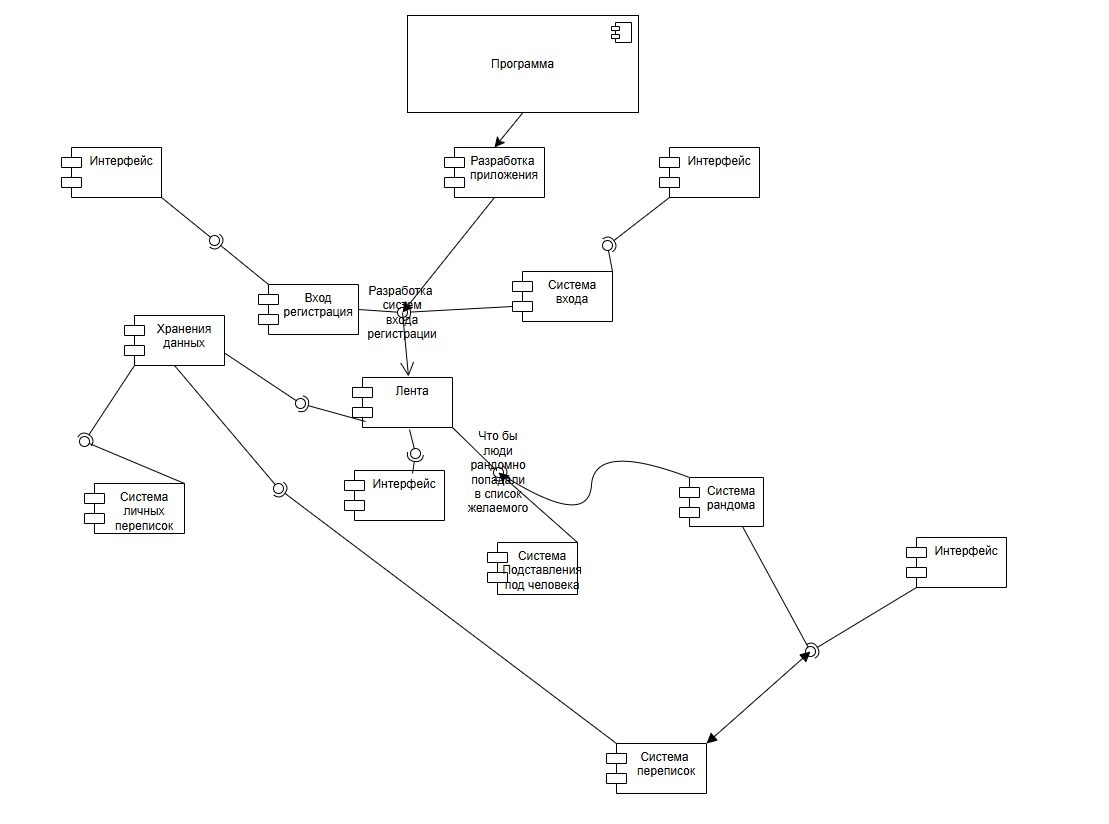 Программа
Интерфейс
Разработка
приложения
Интерфейс
Вход
регистрация
Разработка
систем
входа
регистрации
Система
входа
Хранения
данных
Лента
Что бы
люди
рандомно
попадали
в список
желаемого
Интерфейс
Система
рандома
Система
личных
переписок
Система
Подставления
под человека
Интерфейс
Система
переписок